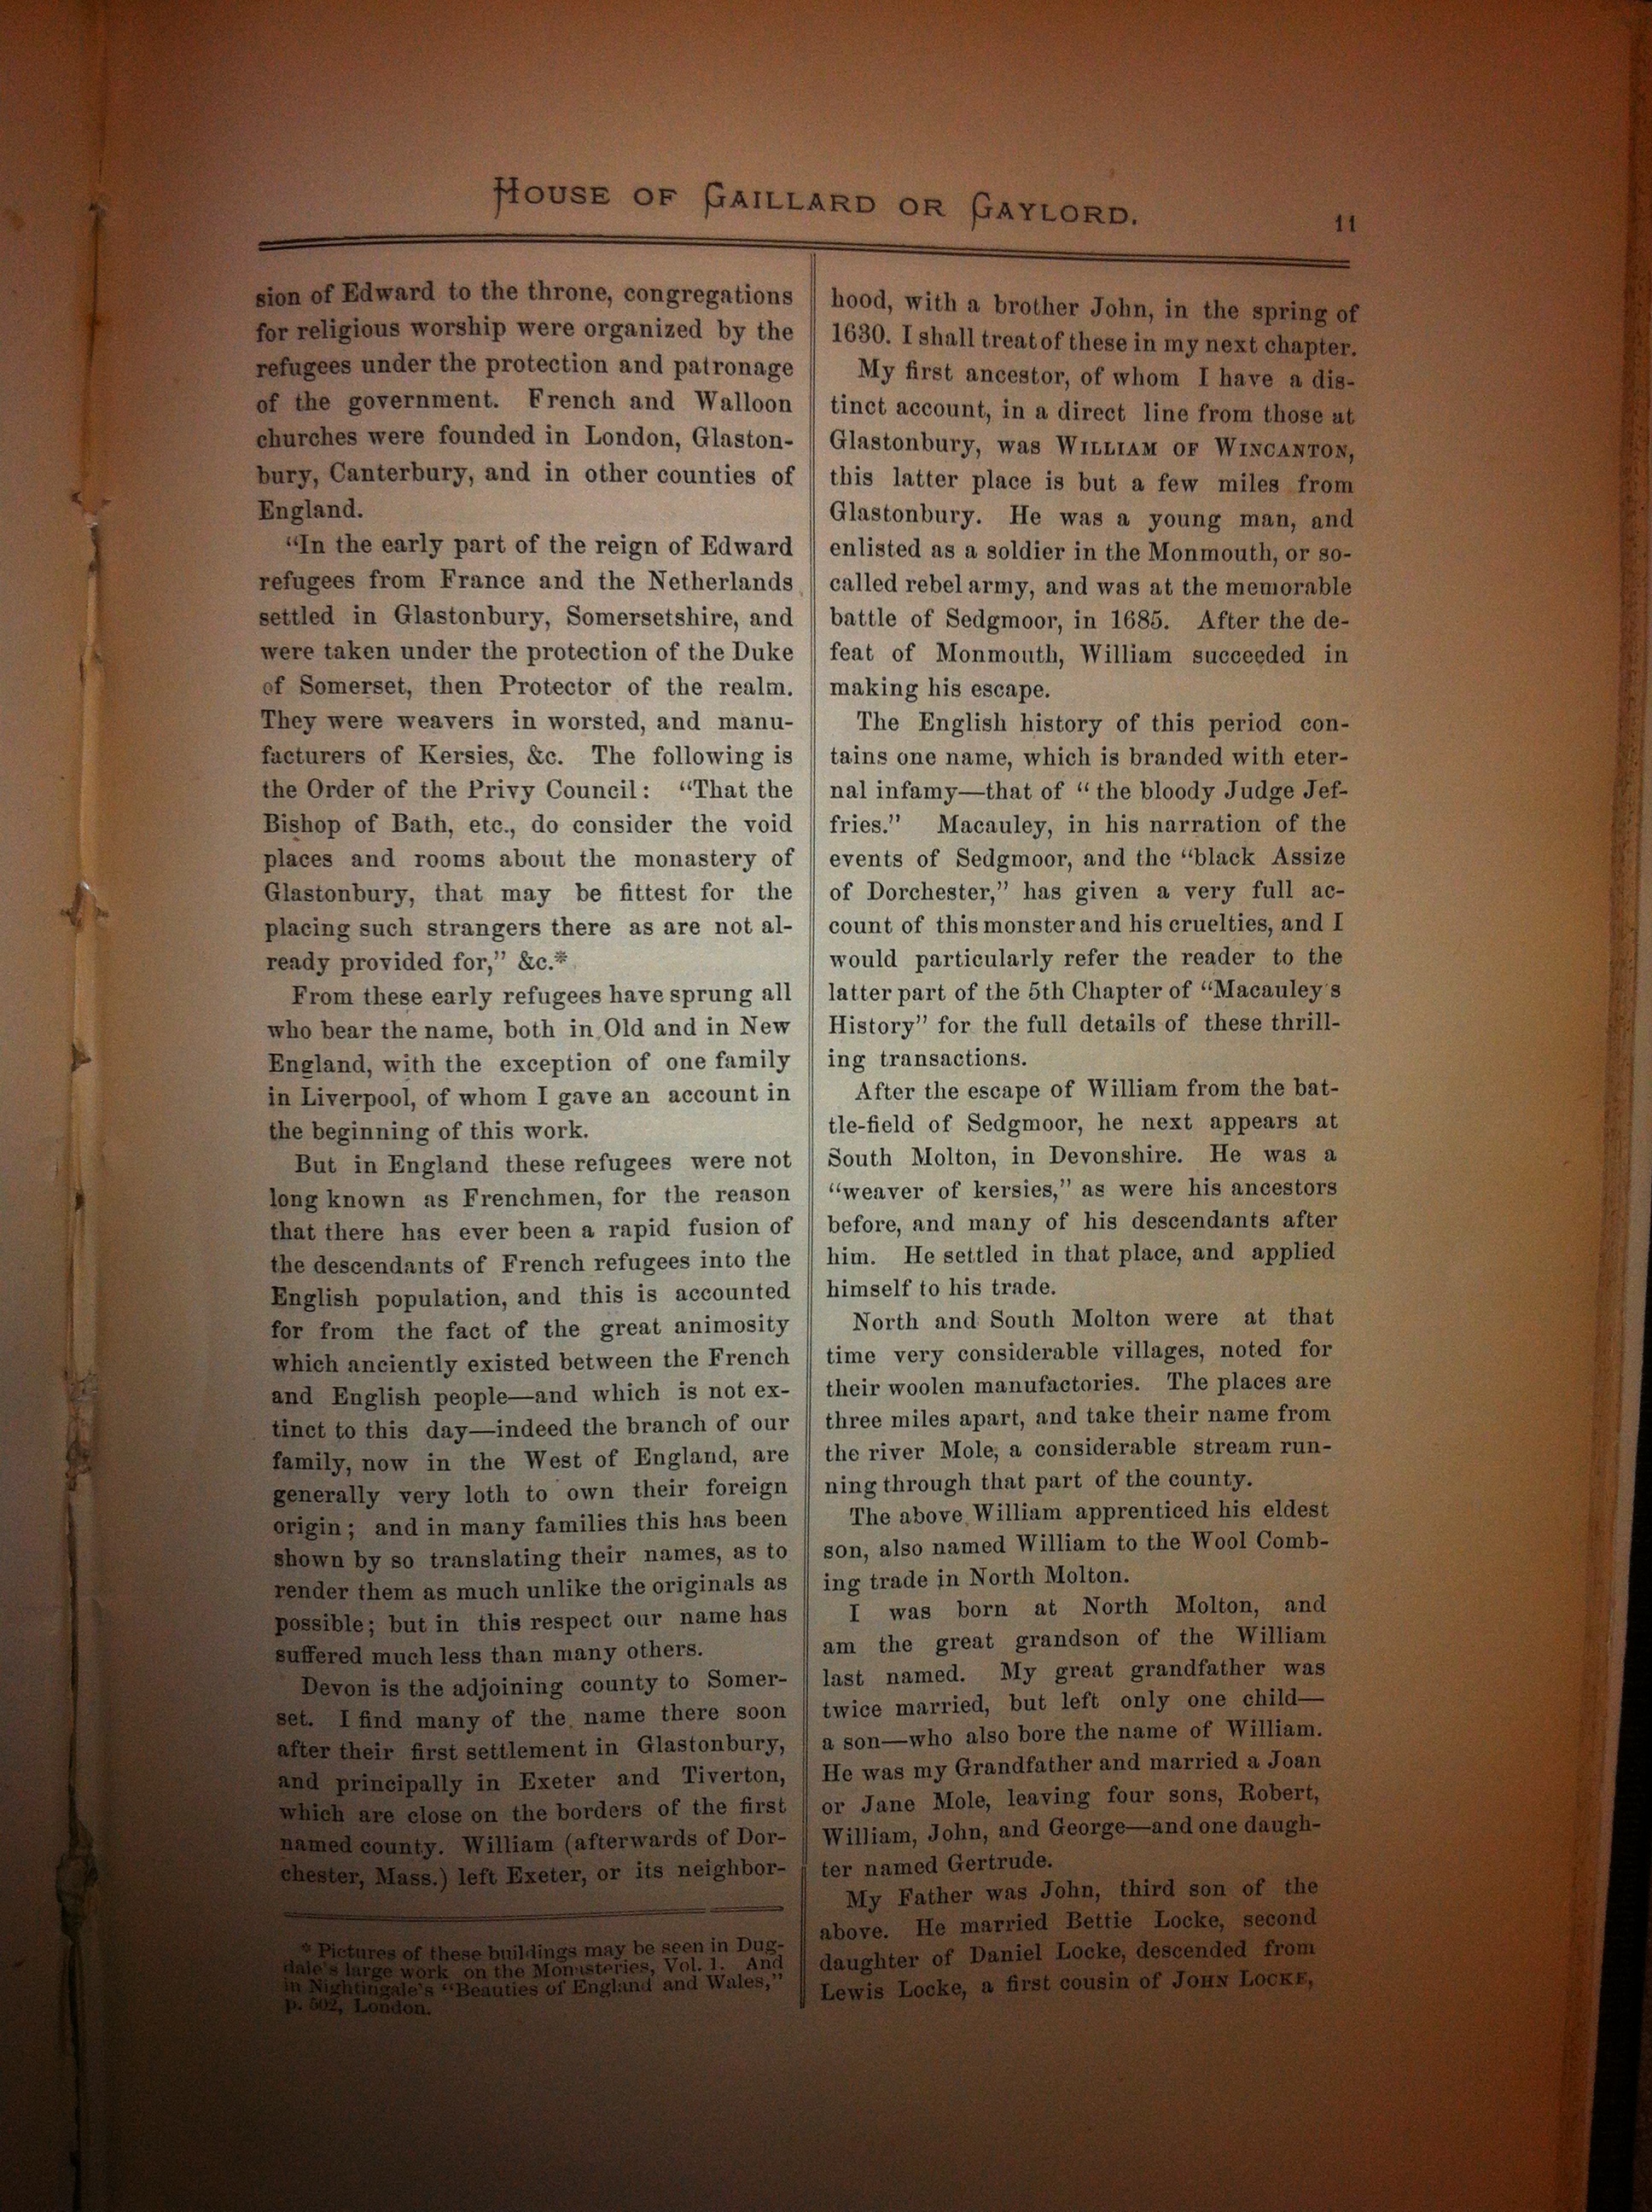 HOUSE OF GAILLARD OR GAYLORD.
11
sion of Edward to the throne, congregations
for religious worship were organized by the
refugees under the protection and patronage
of the government. French and Walloon
churches were founded in London, Glaston-
bury, Canterbury, and in other counties of
England.
“In the early part of the reign of Edward
refugees from France and the Netherlands
settled in Glastonbury, Somersetshire, and
were taken under the protection of the Duke
of Somerset, then Protector of the realm.
They were weavers in worsted, and manu-
facturers of Kersies, &c. The following is
the Order of the Privy Council: “That the
Bishop of Bath, etc., do consider the void
places and rooms about the monastery of
Glastonbury, that may be fittest for the
placing such strangers there as are not al-
ready provided for,” &c.*
From these early refugees have sprung all
who bear the name, both in Old and in New
England, with the exception of one family
in Liverpool, of whom I gave an account in
the beginning of this work.
But in England these refugees were not
long known as Frenchmen, for the reason
that there has ever been a rapid fusion of
the descendants of French refugees into the
English population, and this is accounted
for from the fact of the great animosity
which anciently existed between the French
and English people—and which is not ex-
tinct to this day—indeed the branch of our
family, now in the West of England, are
generally very loth to own their foreign
origin; and in many families this has been
shown by so translating their names, as to
render them as much unlike the originals as
possible; but in this respect our name has
suffered much less than many others.
Devon is the adjoining county to Somer-
set. I find many of the name there soon
after their first settlement in Glastonbury,
and principally in Exeter and Tiverton,
which are close on the borders of the first
named county. William (afterwards of Dor-
chester, Mass.) left Exeter, or its neighbor-
* Pictures of these buildings may be seen in Dug-
dale's large work on the Monasteries, Vol. 1. And
in Nightingale's “Beauties of England and Wales,”
p. 502, London.
hood, with a brother John, in the spring of
1630. I shall treat of these in my next chapter.
My first ancestor, of whom I have a dis-
tinct account, in a direct line from those at
Glastonbury, was WILLIAM OF WINCANTON,
this latter place is but a few miles from
Glastonbury. He was a young man, and
enlisted as a soldier in the Monmouth, or so-
called rebel army, and was at the memorable
battle of Sedgmoor, in 1685. After the de-
feat of Monmouth, William succeeded in
making his escape.
The English history of this period con-
tains one name, which is branded with eter-
nal infamy—that of “ the bloody Judge Jef-
fries.” Macauley, in his narration of the
events of Sedgmoor, and the “black Assize
of Dorchester,” has given a very full ac-
count of this monster and his cruelties, and I
would particularly refer the reader to the
latter part of the 5th Chapter of “Macauley's
History” for the full details of these thrill-
ing transactions.
After the escape of William from the bat-
tle-field of Sedgmoor, he next appears at
South Molton, in Devonshire. He was a
“weaver of kersies,” as were his ancestors
before, and many of his descendants after
him. He settled in that place, and applied
himself to his trade.
North and South Molton were at that
time very considerable villages, noted for
their woolen manufactories. The places are
three miles apart, and take their name from
the river Mole, a considerable stream run-
ning through that part of the county.
The above William apprenticed his eldest
son, also named William to the Wool Comb-
ing trade in North Molton.
I was born at North Molton, and
am the great grandson of the William
last named. My great grandfather was
twice married, but left only one child—
a son—who also bore the name of William.
He was my Grandfather and married a Joan
or Jane Mole, leaving four sons, Robert,
William, John, and George—and one daugh-
ter named Gertrude.
My Father was John, third son of the
above. He married Bettie Locke, second
daughter of Daniel Locke, descended from
Lewis Locke, a first cousin of JOHN LOCKE,